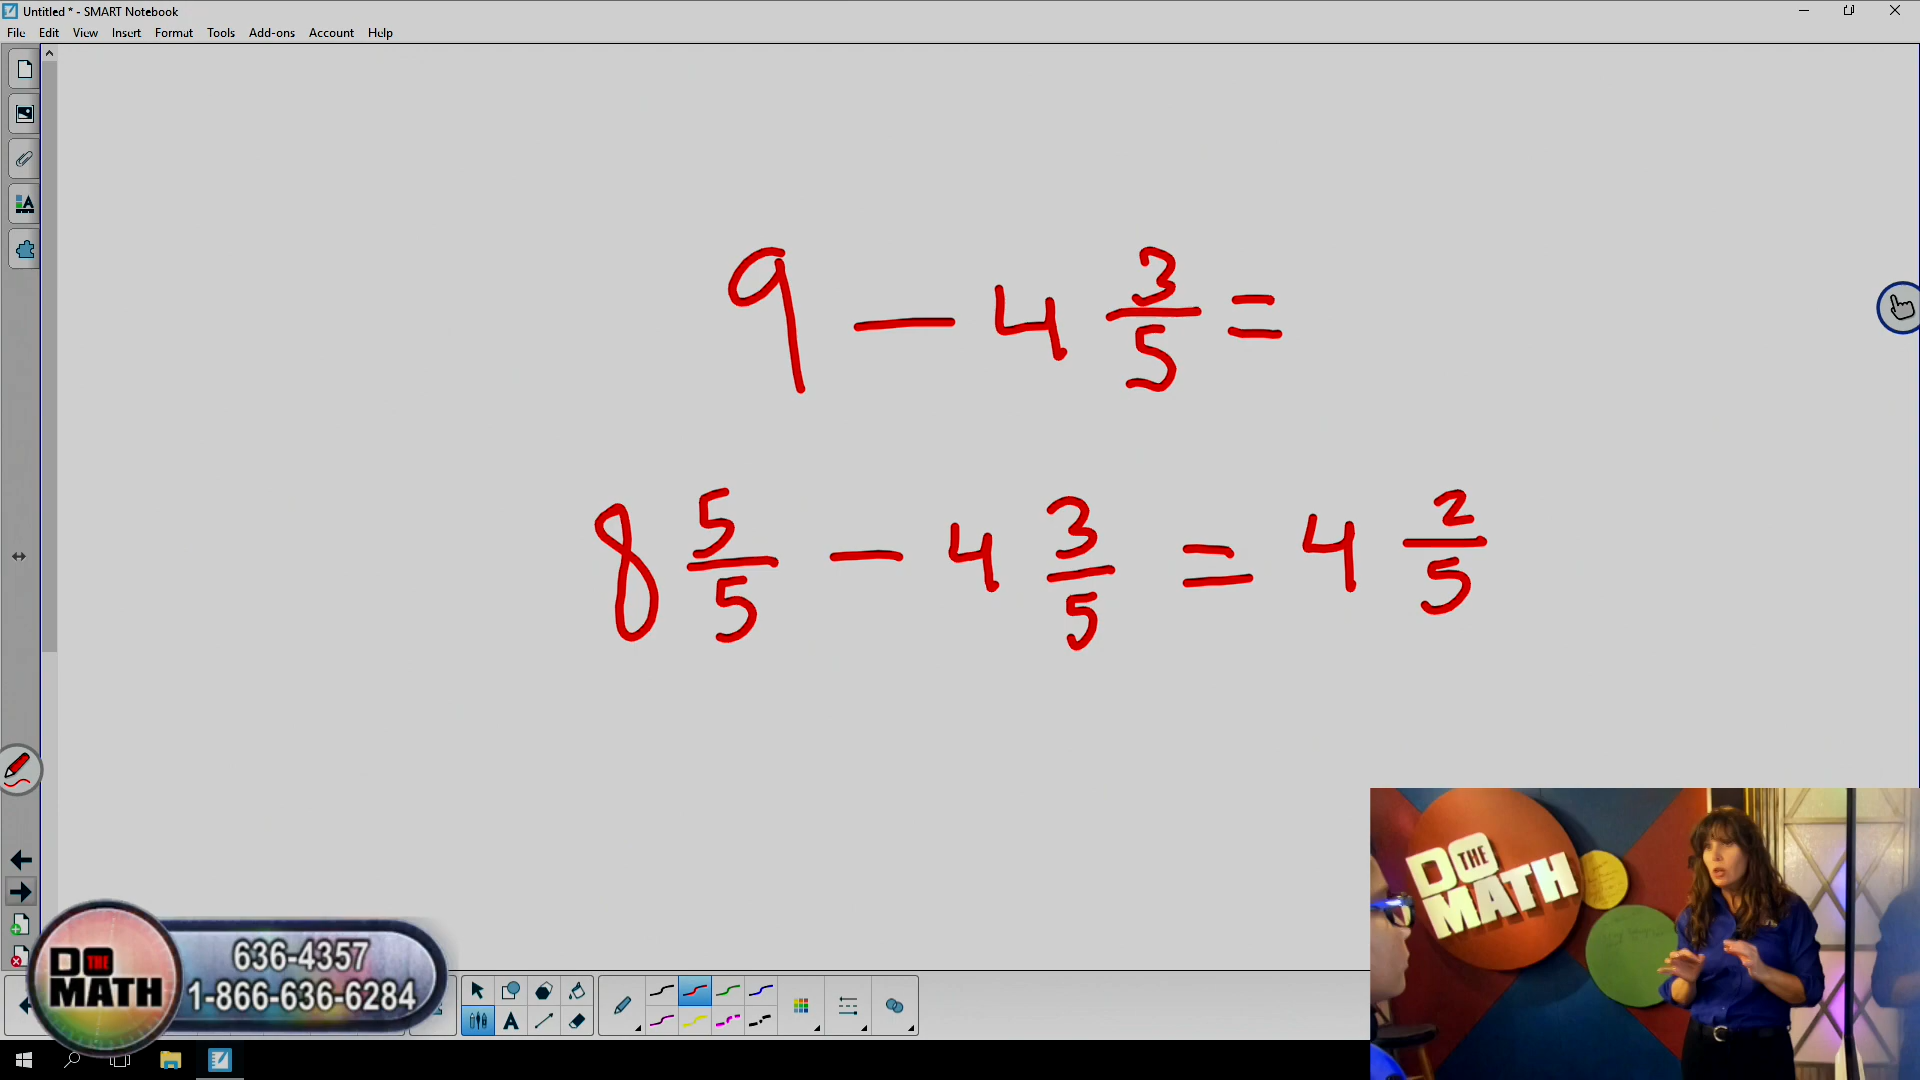 Untitled * - SMART Notebook
File Edit View Insert Format Tools Add-ons Account Help
9 - 4 3/5 =
8 5/5 - 4 3/5 = 4 2/5
DO THE MATH
DO THE MATH
636-4357
1-866-636-6284